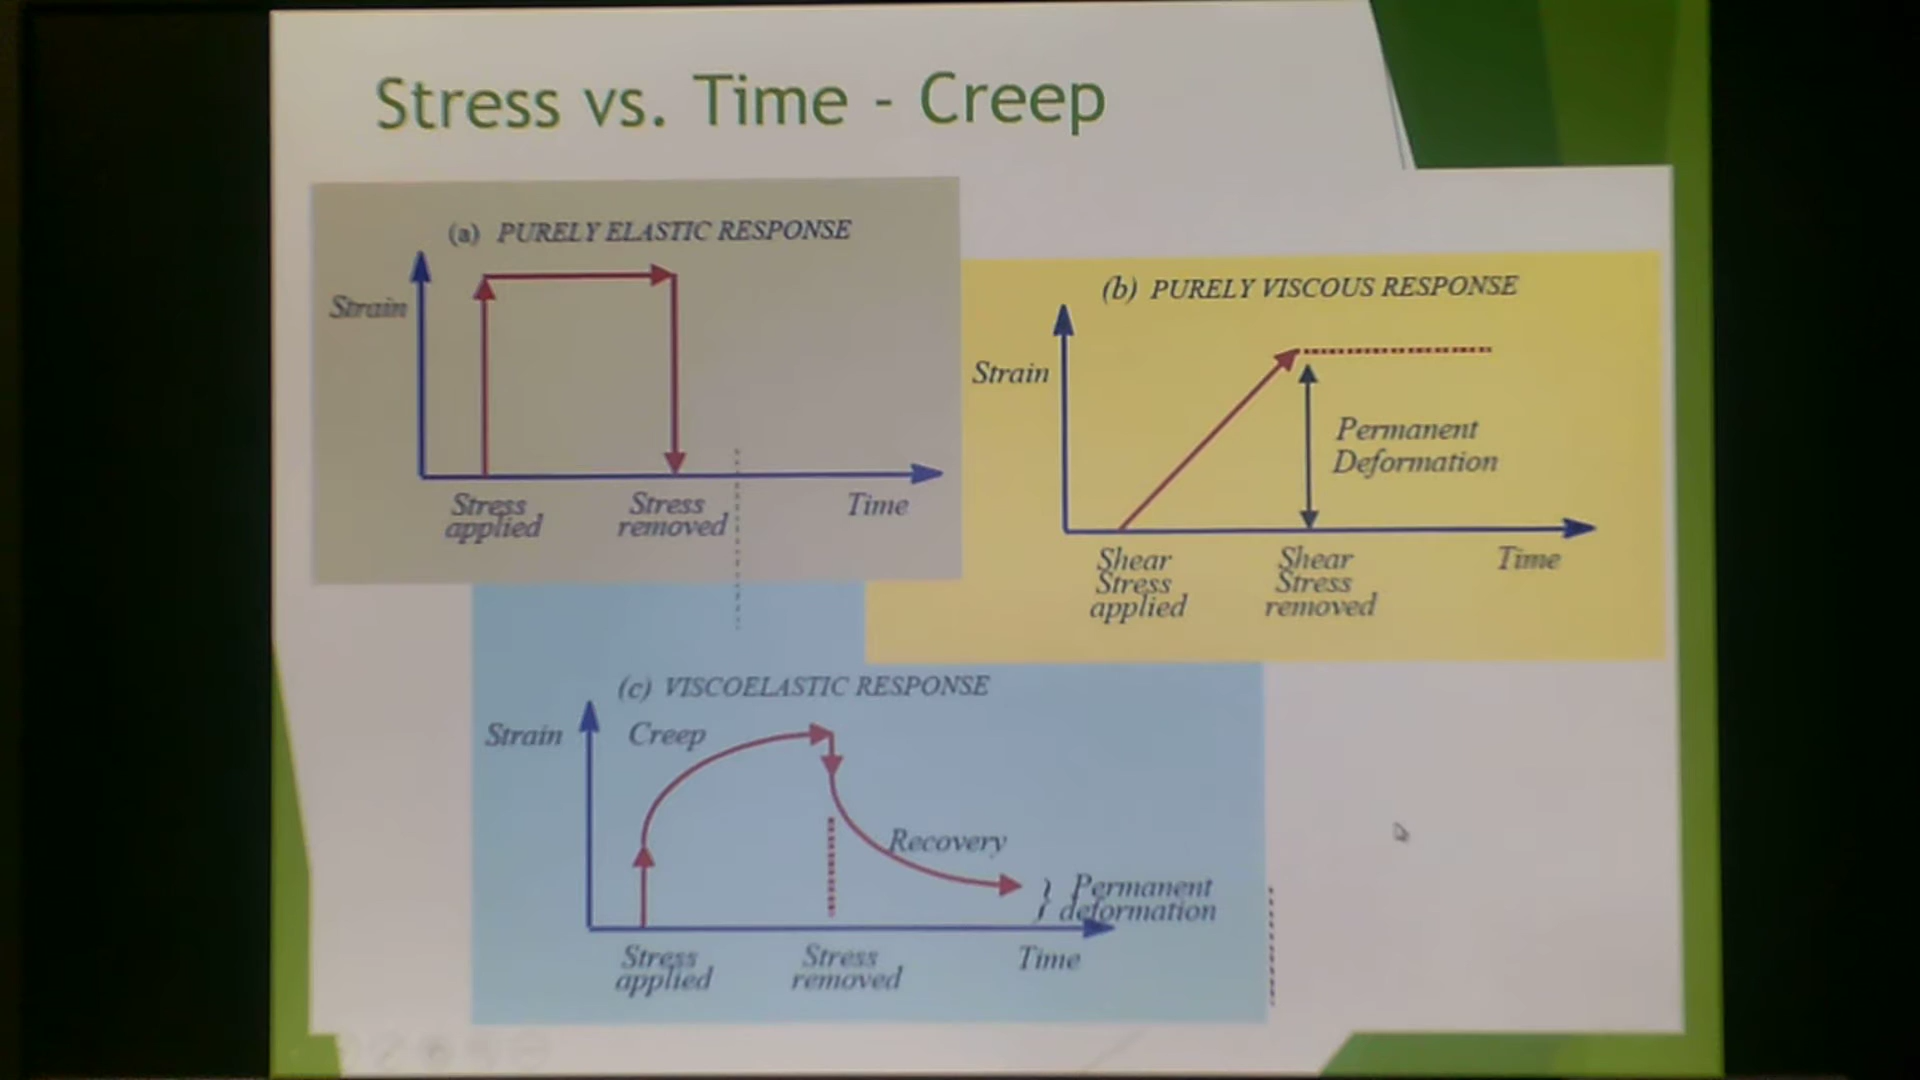 Stress vs. Time - Creep
(a) PURELY ELASTIC RESPONSE
Strain
Stress
applied
Stress
removed
Time
(b) PURELY VISCOUS RESPONSE
Strain
Permanent
Deformation
Shear
Stress
applied
Shear
Stress
removed
Time
(c) VISCOELASTIC RESPONSE
Strain
Creep
Recovery
Permanent
deformation
Stress
applied
Stress
removed
Time